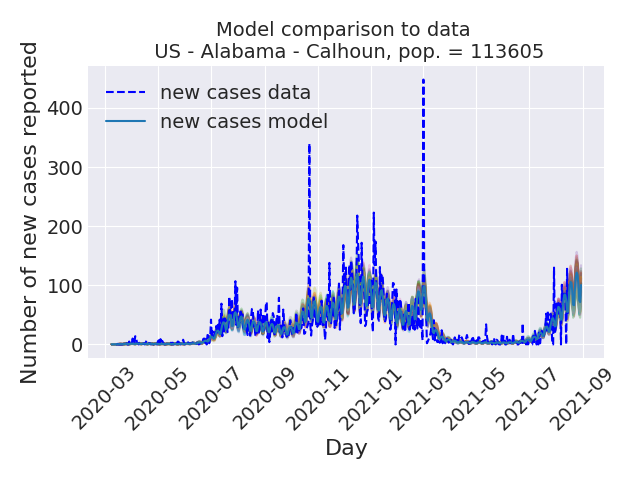 Model comparison to data
US - Alabama - Calhoun, pop. = 113605
Number of new cases reported
400
300
200
100
0
new cases data
new cases model
2020-03
2020-05
2020-07
2020-09
2020-11
2021-01
2021-03
2021-05
2021-07
2021-09
Day